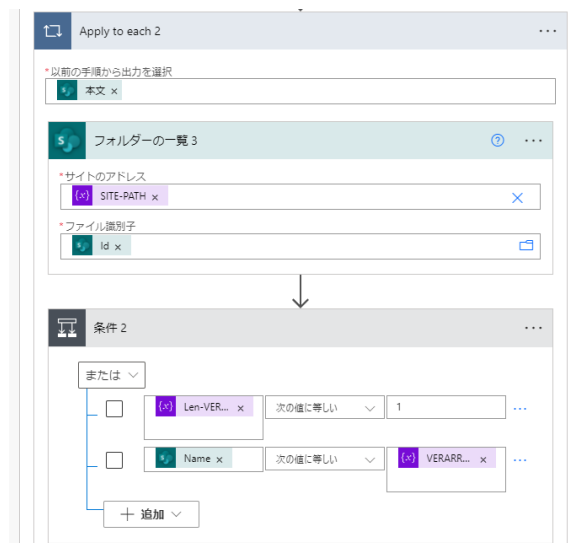 Apply to each 2
*以前の手順から出力を選択
本文 ×
フォルダーの一覧 3
*サイトのアドレス
{x} SITE-PATH ×
*ファイル識別子
Id ×
条件 2
または
{x} Len-VER... × 次の値に等しい 1
Name × 次の値に等しい {x} VERARR... ×
+ 追加